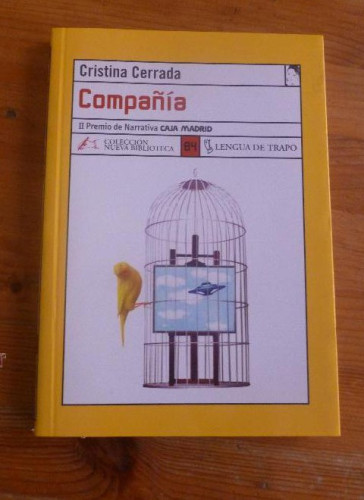 Cristina Cerrada
Compañía
II Premio de Narrativa CAJA MADRID
COLECCIÓN
NUEVA BIBLIOTECA
84
LENGUA DE TRAPO